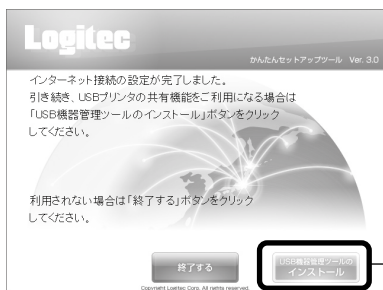 Logitec
かんたんセットアップツール Ver. 3.0
インターネット接続の設定が完了しました。
引き続き、USBプリンタの共有機能をご利用になる場合は
「USB機器管理ツールのインストール」ボタンをクリック
してください。
利用されない場合は「終了する」ボタンをクリック
してください。
終了する
USB機器管理ツールの
インストール
Copyright Logitec Corp. All rights reserved.